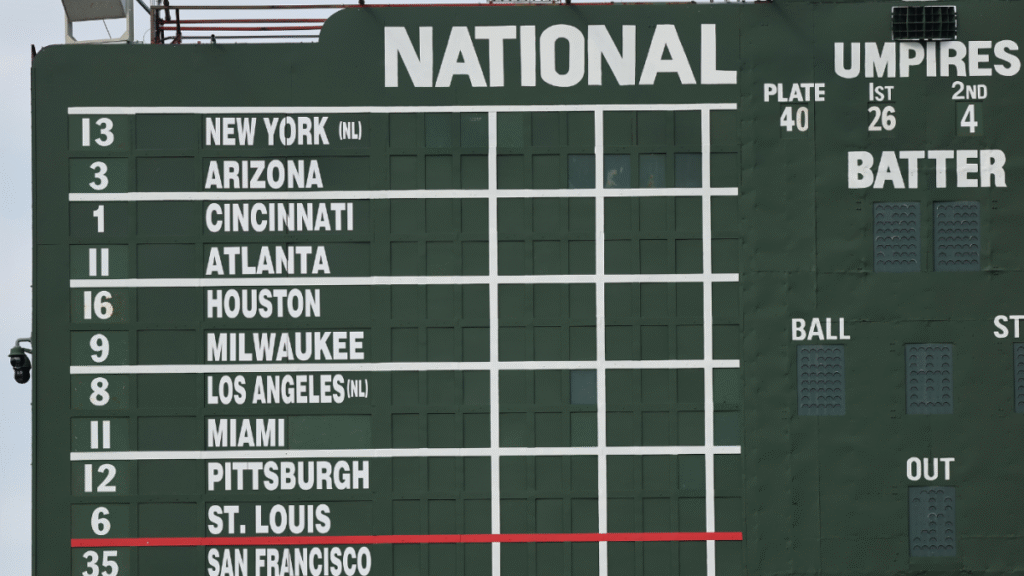 NATIONAL
UMPIRES
PLATE 1ST 2ND
40 26 4
BATTER
13 NEW YORK (NL)
3 ARIZONA
1 CINCINNATI
11 ATLANTA
16 HOUSTON
9 MILWAUKEE
8 LOS ANGELES (NL)
11 MIAMI
12 PITTSBURGH
6 ST. LOUIS
35 SAN FRANCISCO
BALL ST
OUT